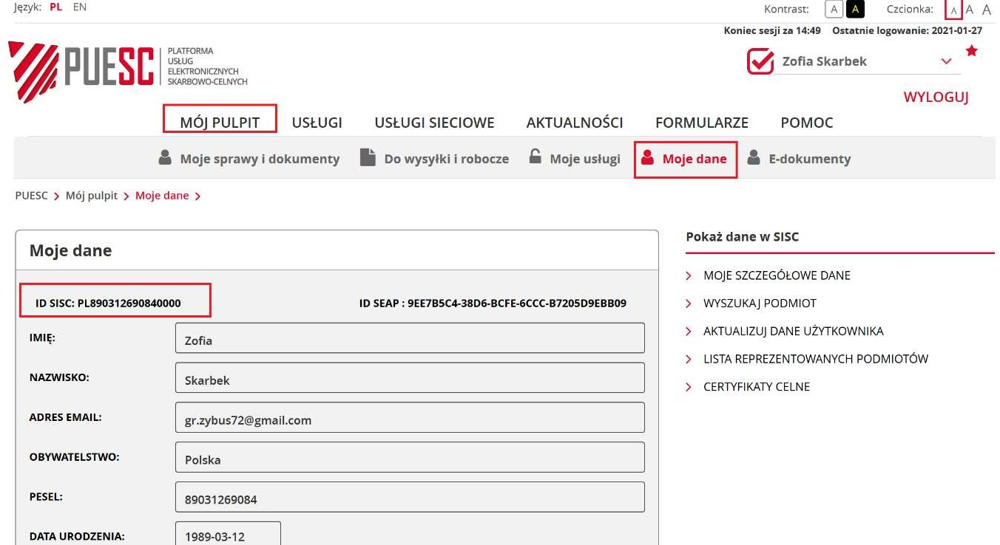 Język: PL EN
Kontrast: A A Czcionka: A A A
Koniec sesji za 14:49 Ostatnie logowanie: 2021-01-27
PUESC
PLATFORMA
USŁUG
ELEKTRONICZNYCH
SKARBOWO-CELNYCH
Zofia Skarbek
WYLOGUJ
MÓJ PULPIT USŁUGI USŁUGI SIECIOWE AKTUALNOŚCI FORMULARZE POMOC
Moje sprawy i dokumenty Do wysyłki i robocze Moje usługi Moje dane E-dokumenty
PUESC Mój pulpit Moje dane
Moje dane
ID SISC: PL890312690840000 ID SEAP : 9EE7B5C4-38D6-BCFE-6CCC-B7205D9EBB09
IMIĘ: Zofia
NAZWISKO: Skarbek
ADRES EMAIL: gr.zybus72@gmail.com
OBYWATELSTWO: Polska
PESEL: 89031269084
DATA URODZENIA: 1989-03-12
Pokaż dane w SISC
MOJE SZCZEGÓŁOWE DANE
WYSZUKAJ PODMIOT
AKTUALIZUJ DANE UŻYTKOWNIKA
LISTA REPREZENTOWANYCH PODMIOTÓW
CERTYFIKATY CELNE